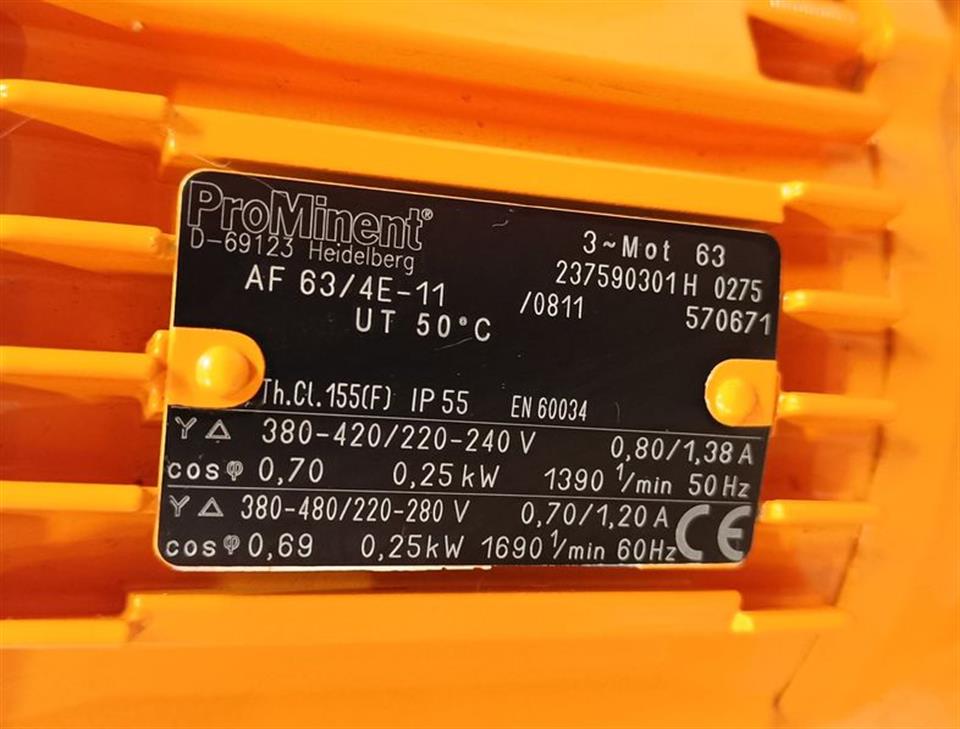 ProMinent®
D-69123 Heidelberg
AF 63/4E-11
UT 50°C
3~Mot 63
237590301H 0275
/0811 570671
Th.Cl.155(F) IP 55 EN 60034
Y △ 380-420/220-240 V 0,80/1,38 A
cos φ 0,70 0,25 kW 1390 1/min 50 Hz
Y △ 380-480/220-280 V 0,70/1,20 A
cos φ 0,69 0,25kW 1690 1/min 60Hz
CE